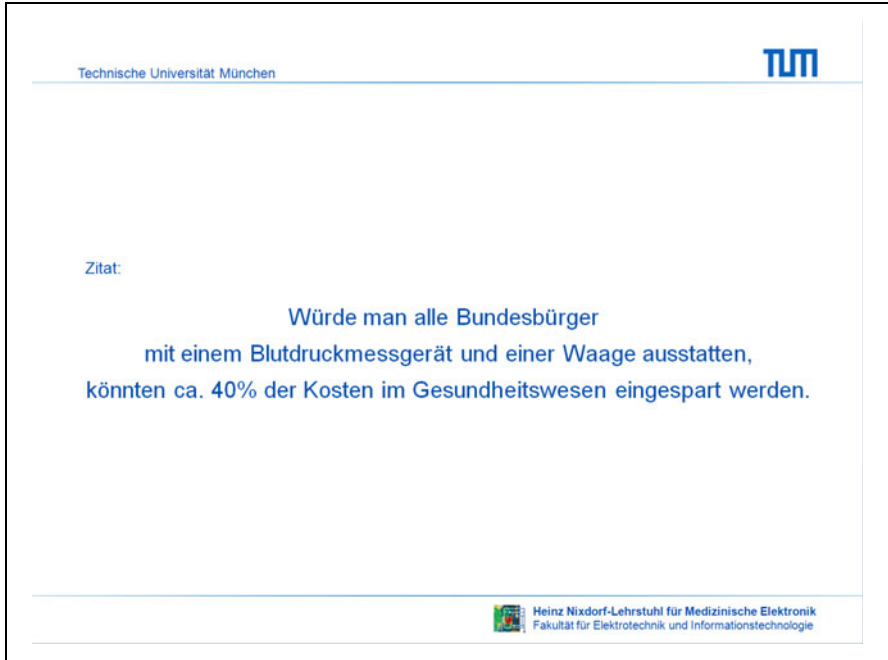 Technische Universität München
TUM
Zitat:
Würde man alle Bundesbürger
mit einem Blutdruckmessgerät und einer Waage ausstatten,
könnten ca. 40% der Kosten im Gesundheitswesen eingespart werden.
Heinz Nixdorf-Lehrstuhl für Medizinische Elektronik
Fakultät für Elektrotechnik und Informationstechnologie